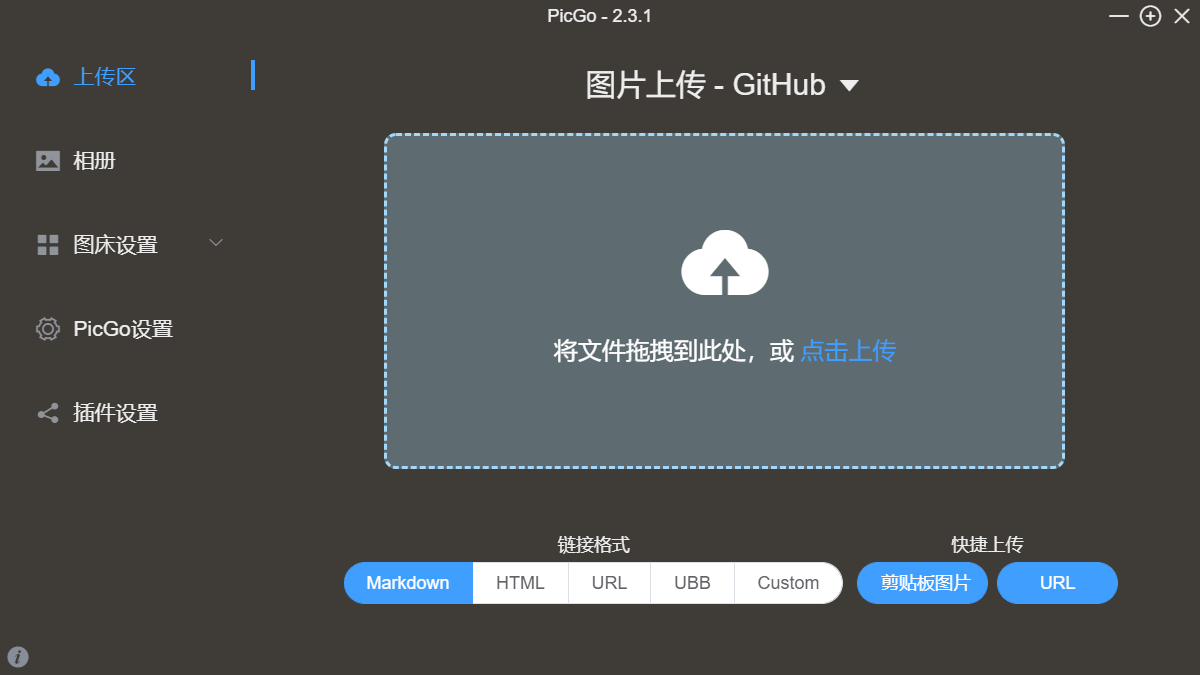 PicGo - 2.3.1
上传区
相册
图床设置
PicGo设置
插件设置
图片上传 - GitHub
将文件拖拽到此处，或 点击上传
链接格式
Markdown HTML URL UBB Custom
快捷上传
剪贴板图片 URL